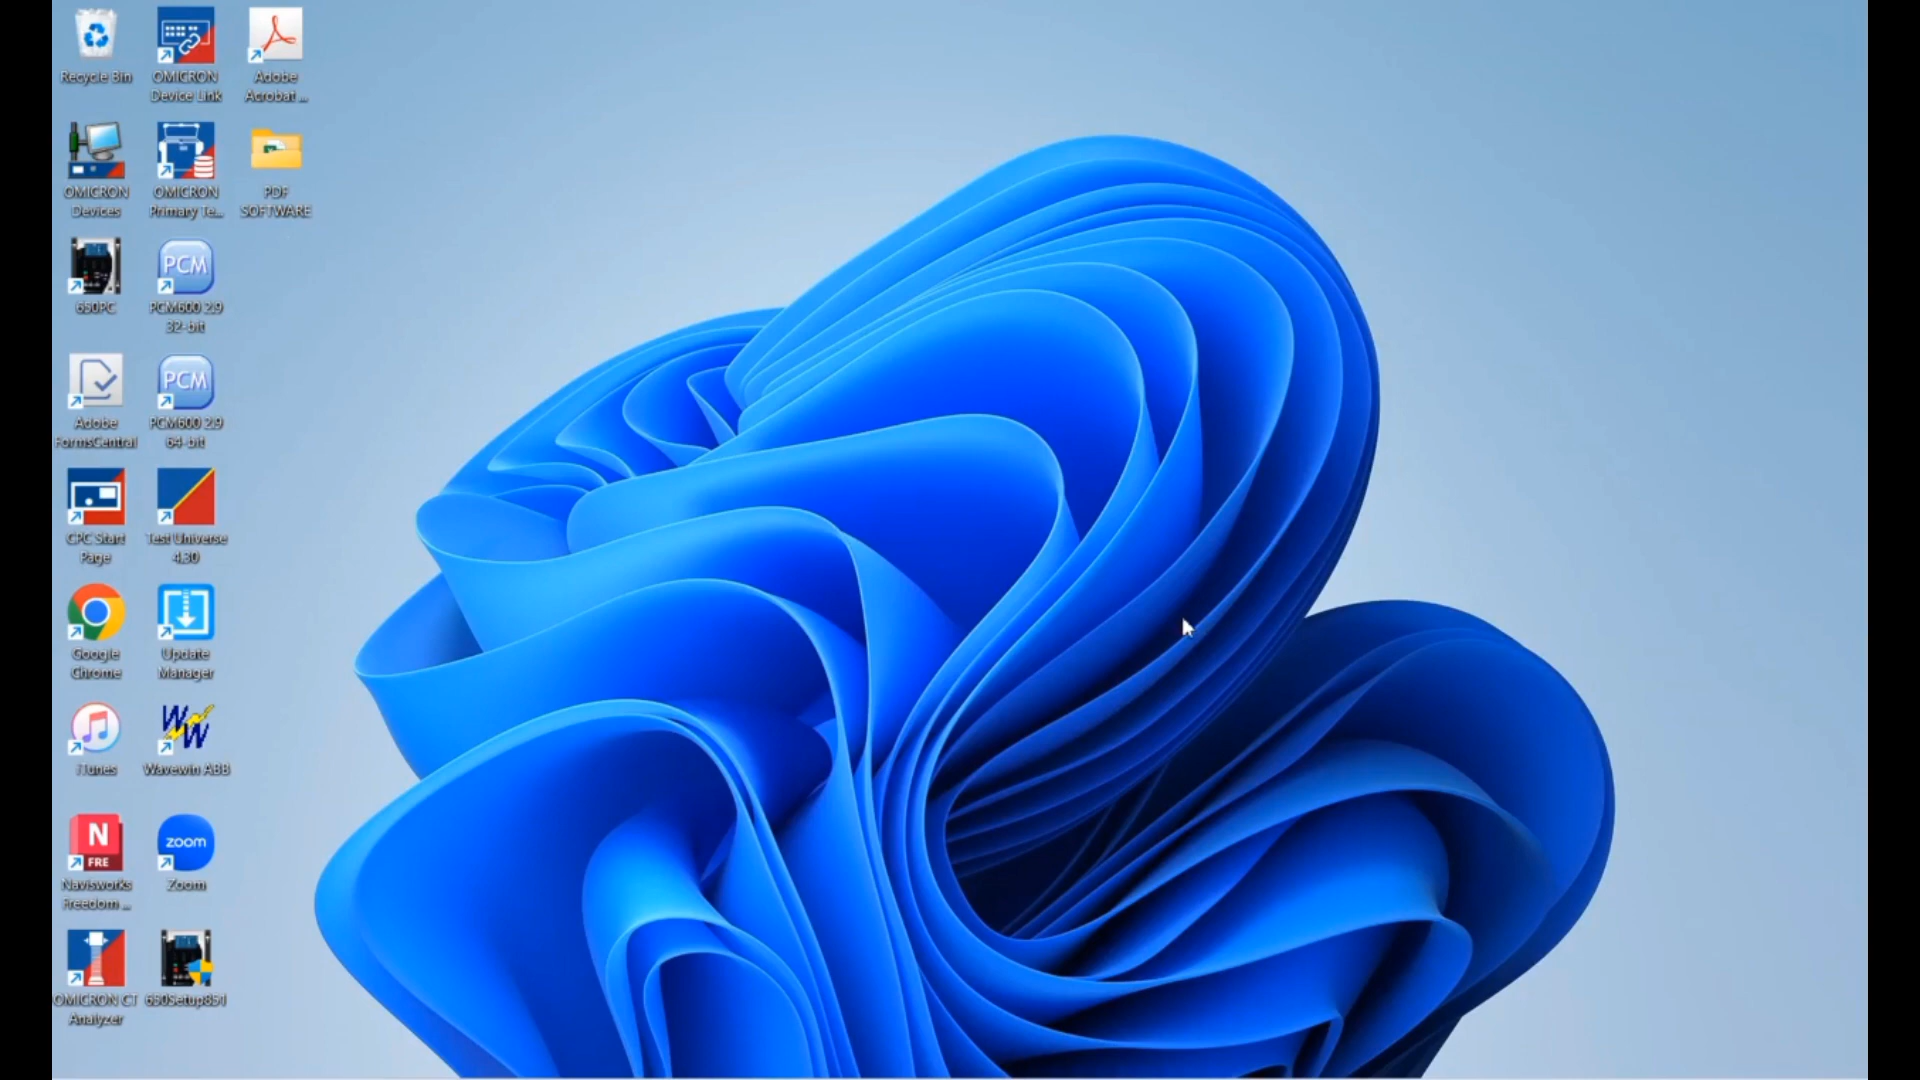 Recycle Bin
OMICRON
Device Link
Adobe
Acrobat ...
OMICRON
Devices
OMICRON
Primary Te...
PDF
SOFTWARE
650PC
PCM
PCM600 2.9
32-bit
Adobe
FormsCentral
PCM
PCM600 2.9
64-bit
CPC Start
Page
Test Universe
4.30
Google
Chrome
Update
Manager
iTunes
WW
Wavewin ABB
N
FRE
Navisworks
Freedom ...
zoom
Zoom
OMICRON CT
Analyzer
650Setup851